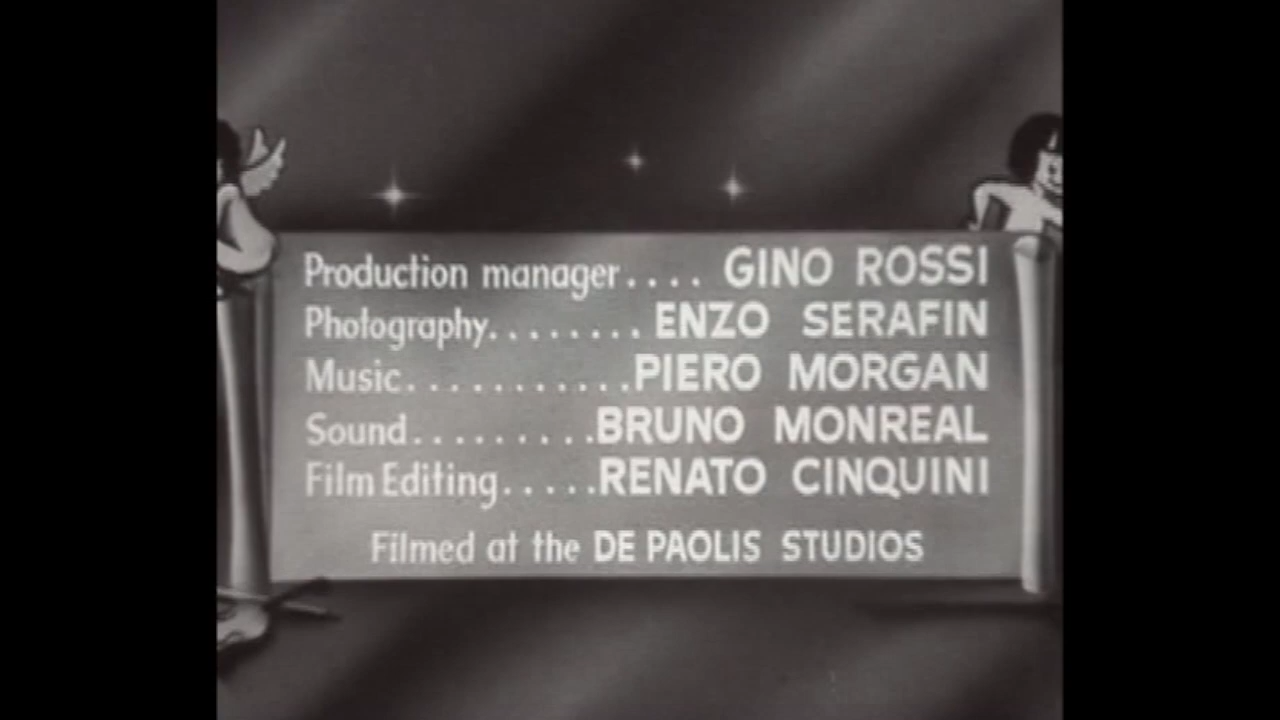 Production manager.... GINO ROSSI
Photography........ ENZO SERAFIN
Music...........PIERO MORGAN
Sound.........BRUNO MONREAL
Film Editing.....RENATO CINQUINI
Filmed at the DE PAOLIS STUDIOS